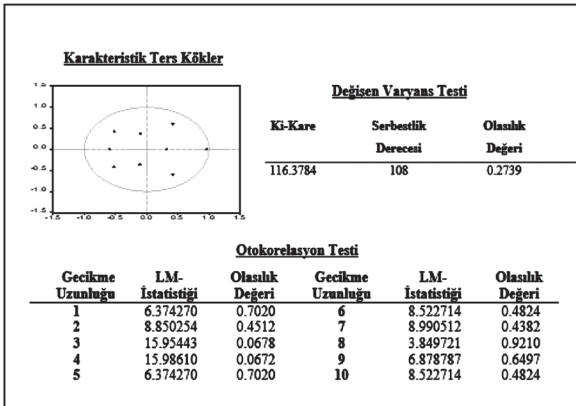 Karakteristik Ters Kökler
1.5
1.0
0.5
0.0
-0.5
-1.0
-1.5
-1.5 -1.0 -0.5 0.0 0.5 1.0 1.5
Değişen Varyans Testi
Ki-Kare Serbestlik Derecesi Olasılık Değeri
116.3784 108 0.2739
Otokorelasyon Testi
Gecikme Uzunluğu LM-İstatistiği Olasılık Değeri Gecikme Uzunluğu LM-İstatistiği Olasılık Değeri
1 6.374270 0.7020 6 8.522714 0.4824
2 8.850254 0.4512 7 8.990512 0.4382
3 15.95443 0.0678 8 3.849721 0.9210
4 15.98610 0.0672 9 6.878787 0.6497
5 6.374270 0.7020 10 8.522714 0.4824